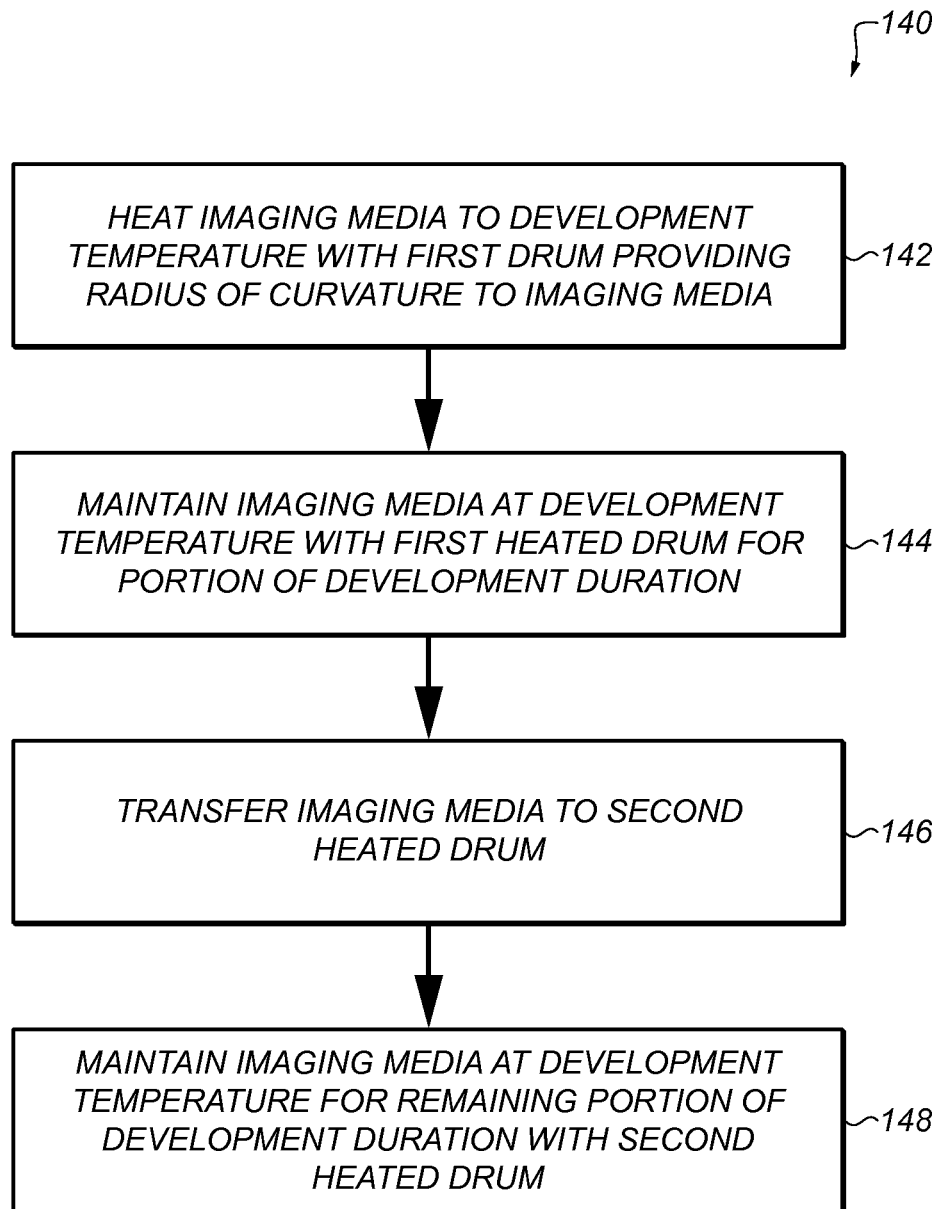 140
HEAT IMAGING MEDIA TO DEVELOPMENT
TEMPERATURE WITH FIRST DRUM PROVIDING
RADIUS OF CURVATURE TO IMAGING MEDIA
142
MAINTAIN IMAGING MEDIA AT DEVELOPMENT
TEMPERATURE WITH FIRST HEATED DRUM FOR
PORTION OF DEVELOPMENT DURATION
144
TRANSFER IMAGING MEDIA TO SECOND
HEATED DRUM
146
MAINTAIN IMAGING MEDIA AT DEVELOPMENT
TEMPERATURE FOR REMAINING PORTION OF
DEVELOPMENT DURATION WITH SECOND
HEATED DRUM
148